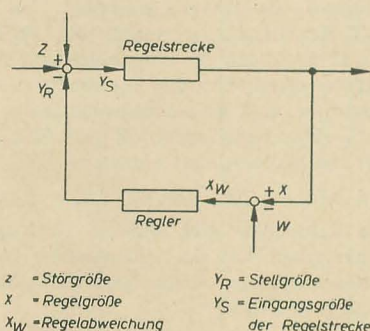 Regelstrecke
z
+
−
Y_R
Y_S
X_W
+
X
−
W
Regler
z = Störgröße
X = Regelgröße
X_W = Regelabweichung
Y_R = Stellgröße
Y_S = Eingangsgröße
der Regelstrecke